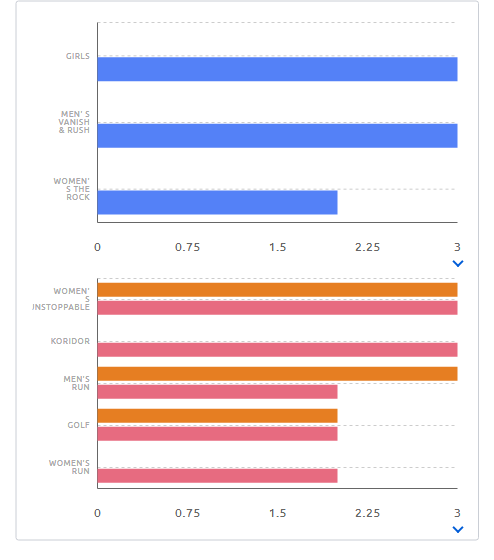 GIRLS
MEN' S
VANISH
& RUSH
WOMEN'
S THE
ROCK
0 0.75 1.5 2.25 3
WOMEN'
S
UNSTOPPABLE
KORIDOR
MEN'S
RUN
GOLF
WOMEN'S
RUN
0 0.75 1.5 2.25 3